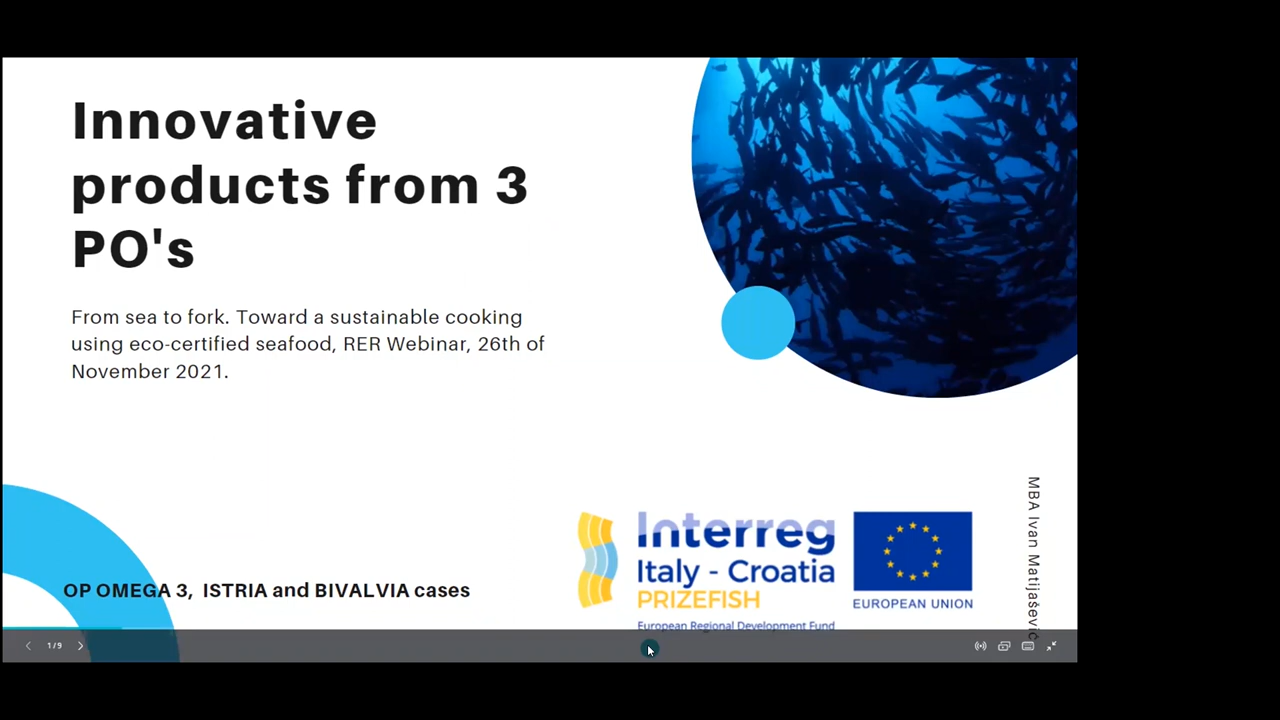 Innovative
products from 3
PO's
From sea to fork. Toward a sustainable cooking
using eco-certified seafood, RER Webinar, 26th of
November 2021.
OP OMEGA 3, ISTRIA and BIVALVIA cases
Interreg
Italy - Croatia
PRIZEFISH
European Regional Development Fund
EUROPEAN UNION
MBA Ivan Matijašević
1/9